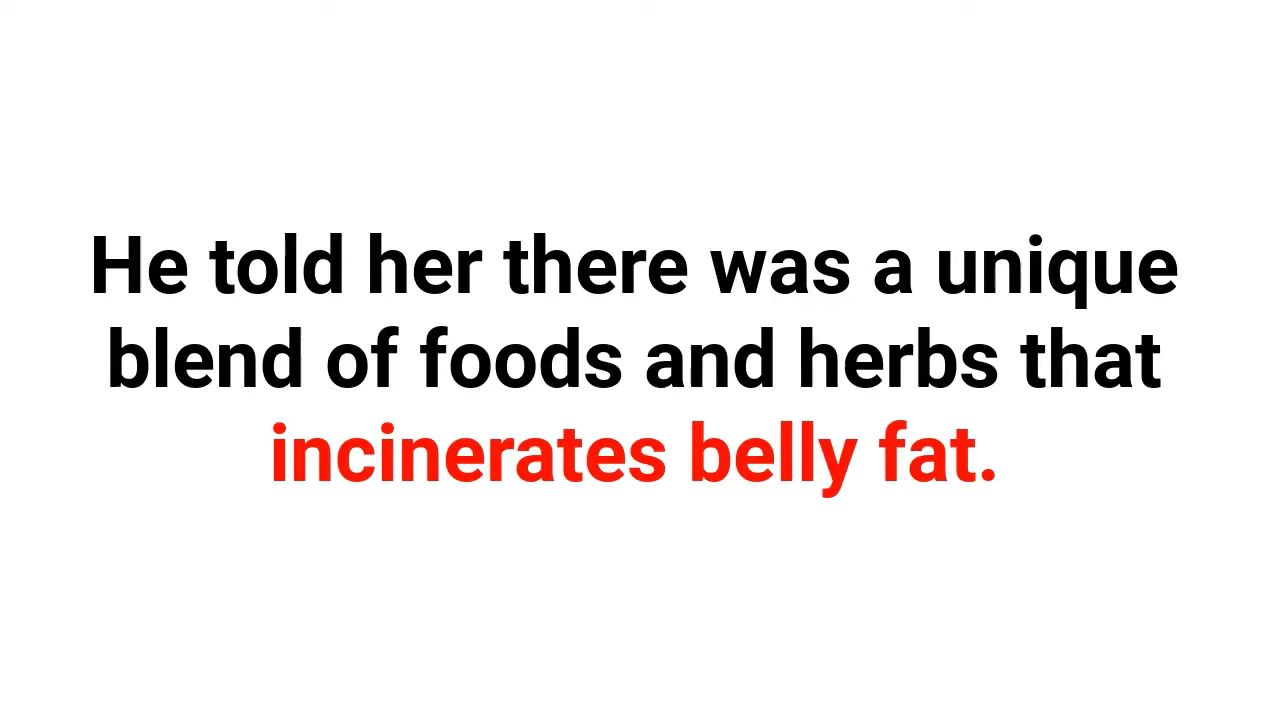 He told her there was a unique
blend of foods and herbs that
incinerates belly fat.